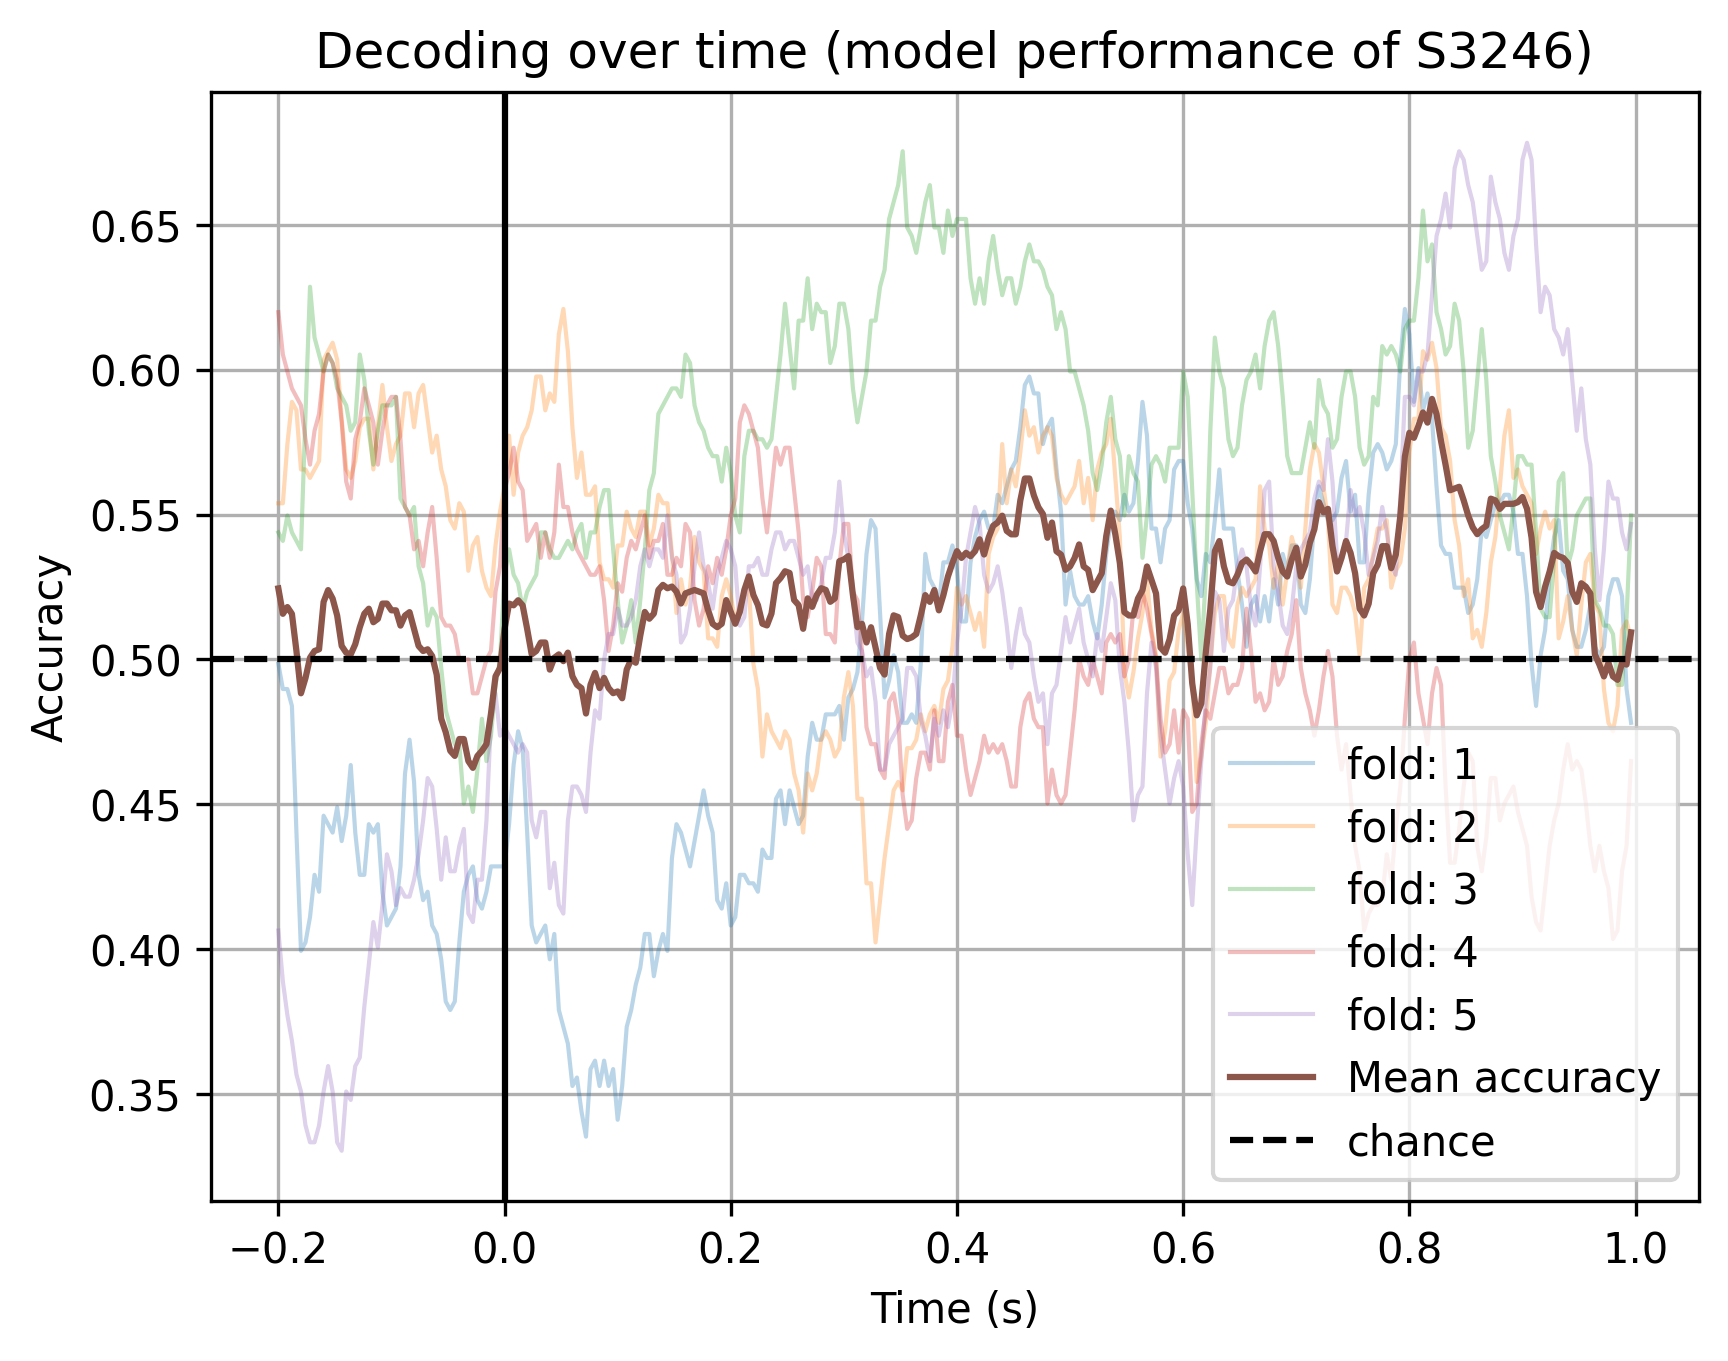 Decoding over time (model performance of S3246)
Accuracy
0.65
0.60
0.55
0.50
0.45
0.40
0.35
−0.2 0.0 0.2 0.4 0.6 0.8 1.0
Time (s)
fold: 1
fold: 2
fold: 3
fold: 4
fold: 5
Mean accuracy
chance